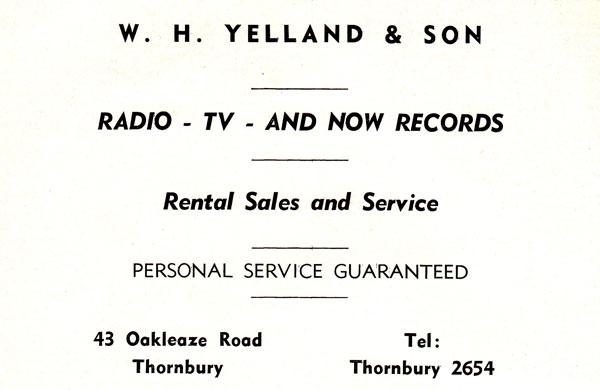 W. H. YELLAND & SON
RADIO - TV - AND NOW RECORDS
Rental Sales and Service
PERSONAL SERVICE GUARANTEED
43 Oakleaze Road
Thornbury
Tel:
Thornbury 2654